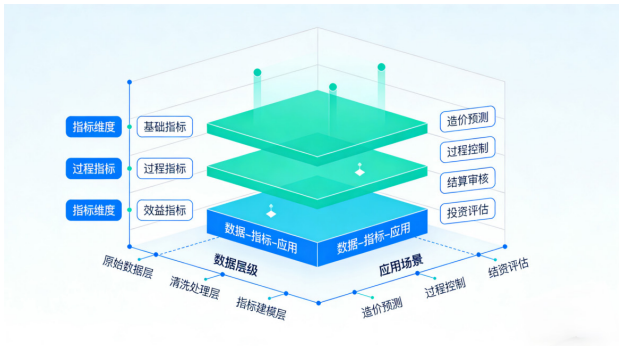 指标维度
基础指标
造价预测
过程指标
过程指标
过程控制
结算审核
指标维度
效益指标
投资评估
数据-指标-应用
数据-指标-应用
原始数据层
清洗处理层
指标建模层
数据层级
应用场景
造价预测
过程控制
结资评估